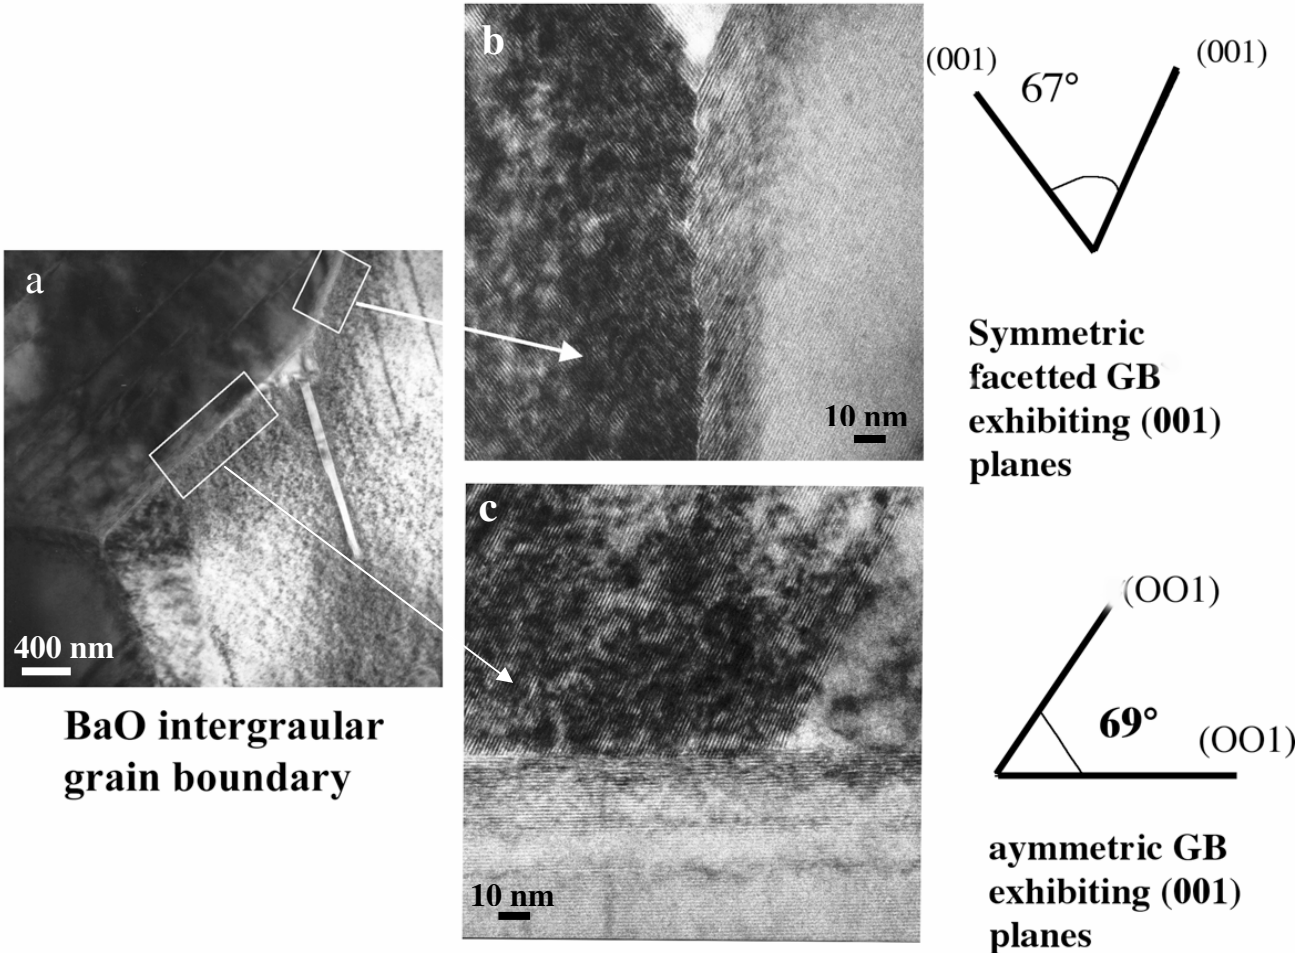 a
400 nm
BaO intergraular
grain boundary
b
10 nm
(001)
67°
(001)
Symmetric
facetted GB
exhibiting (001)
planes
c
10 nm
(OO1)
69°
(OO1)
aymmetric GB
exhibiting (001)
planes